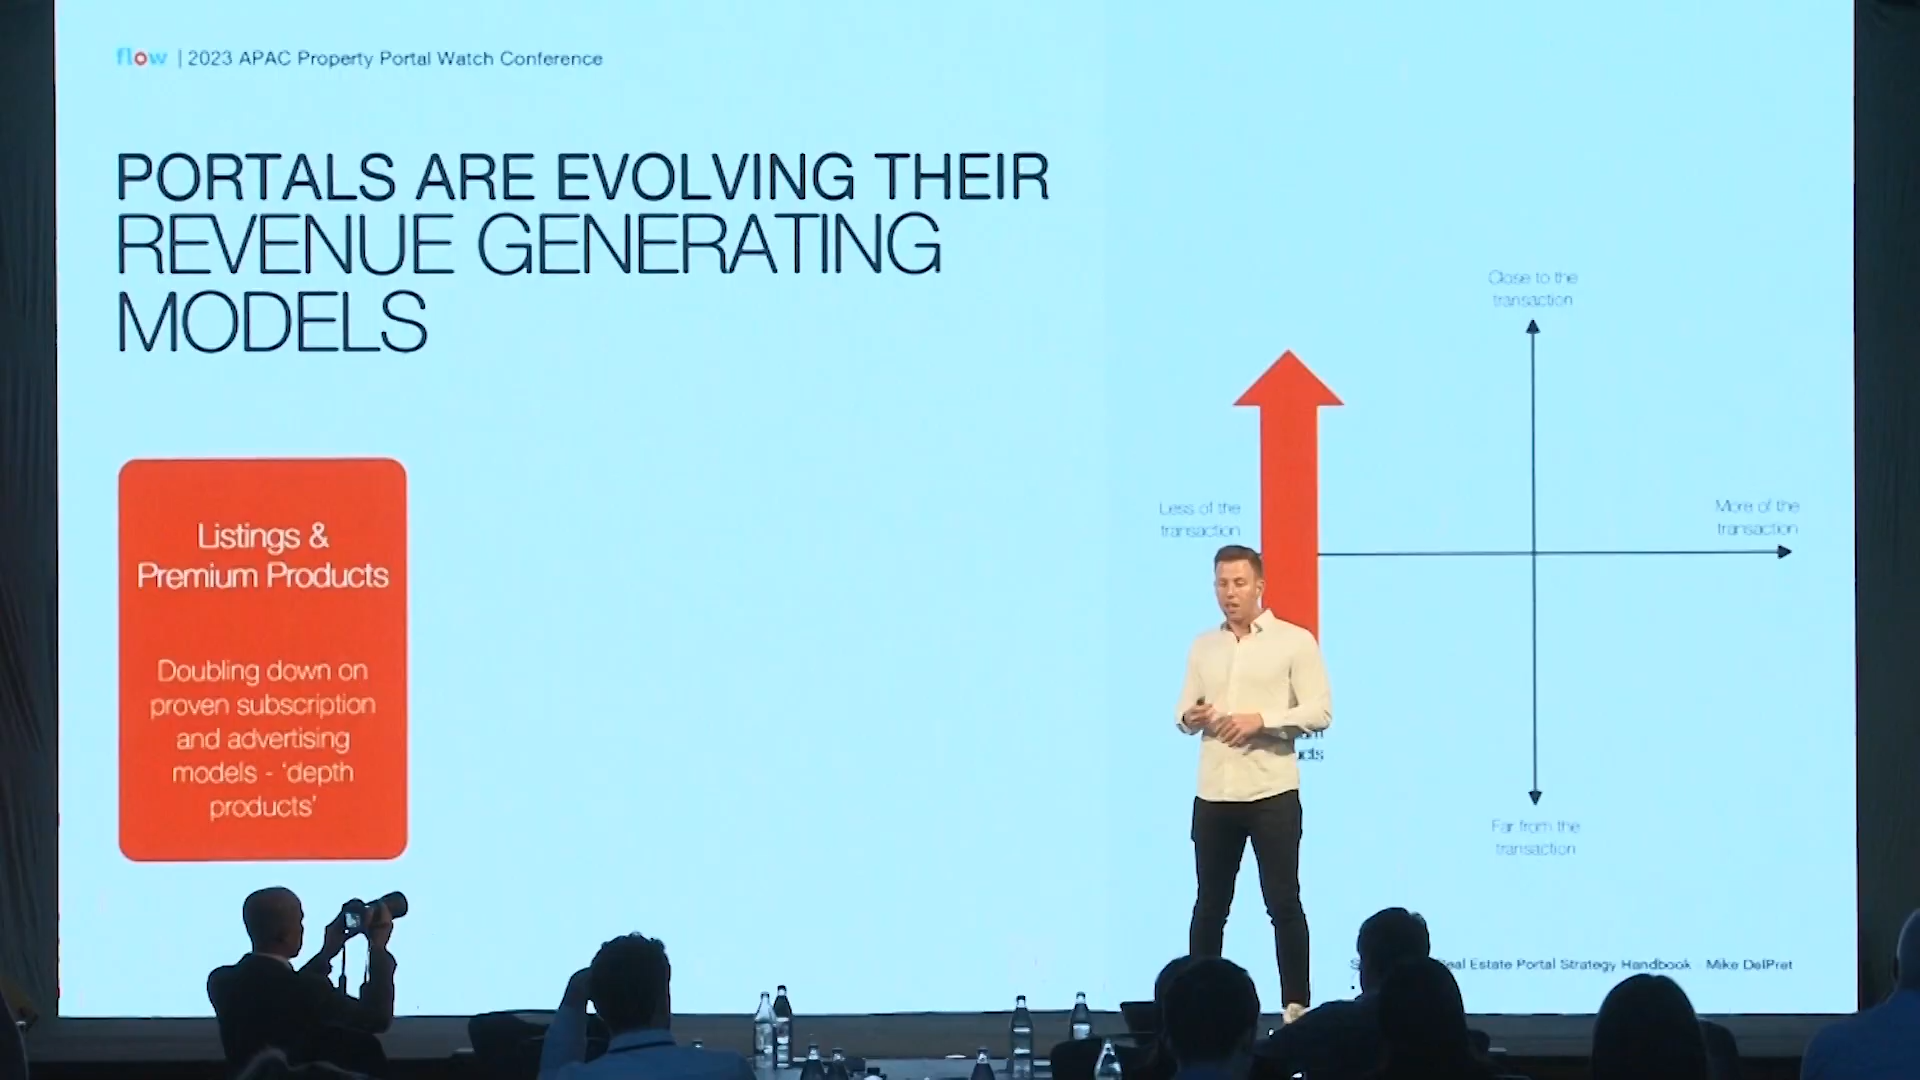 flow | 2023 APAC Property Portal Watch Conference
PORTALS ARE EVOLVING THEIR
REVENUE GENERATING
MODELS
Listings &
Premium Products
Doubling down on
proven subscription
and advertising
models - ‘depth
products’
Close to the
transaction
Less of the
transaction
More of the
transaction
Far from the
transaction
Estate Portal Strategy Handbook - Mike DelPret